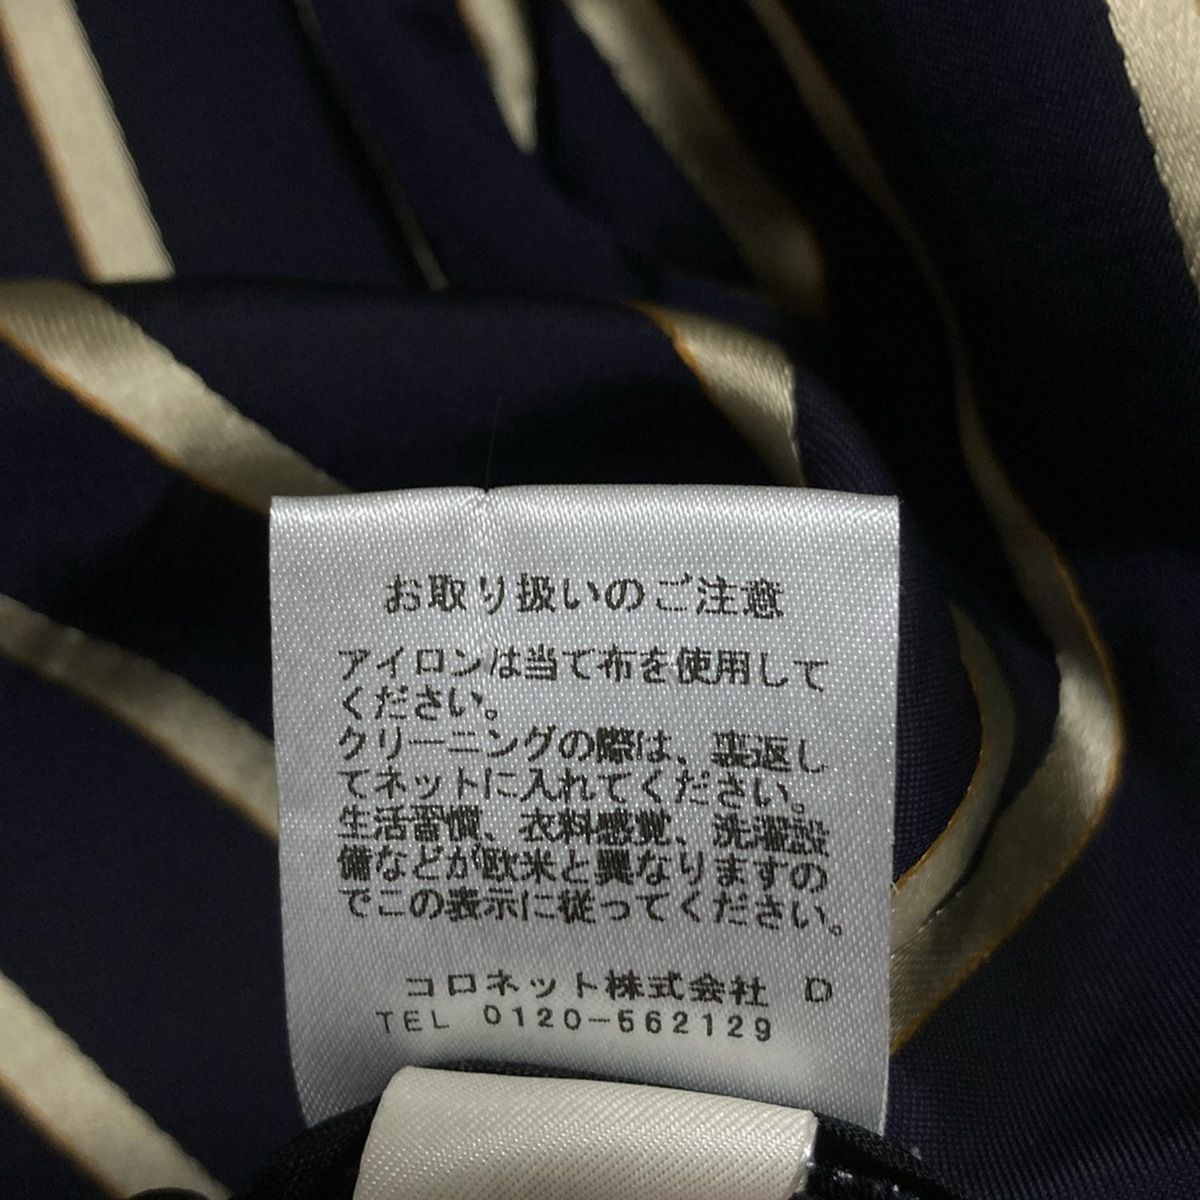 お取り扱いのご注意
アイロンは当て布を使用して
ください。
クリーニングの際は、裏返し
てネットに入れてください。
生活習慣、衣料感覚、洗濯設
備などが欧米と異なりますの
でこの表示に従ってください。
コロネット株式会社 D
TEL 0120-562129